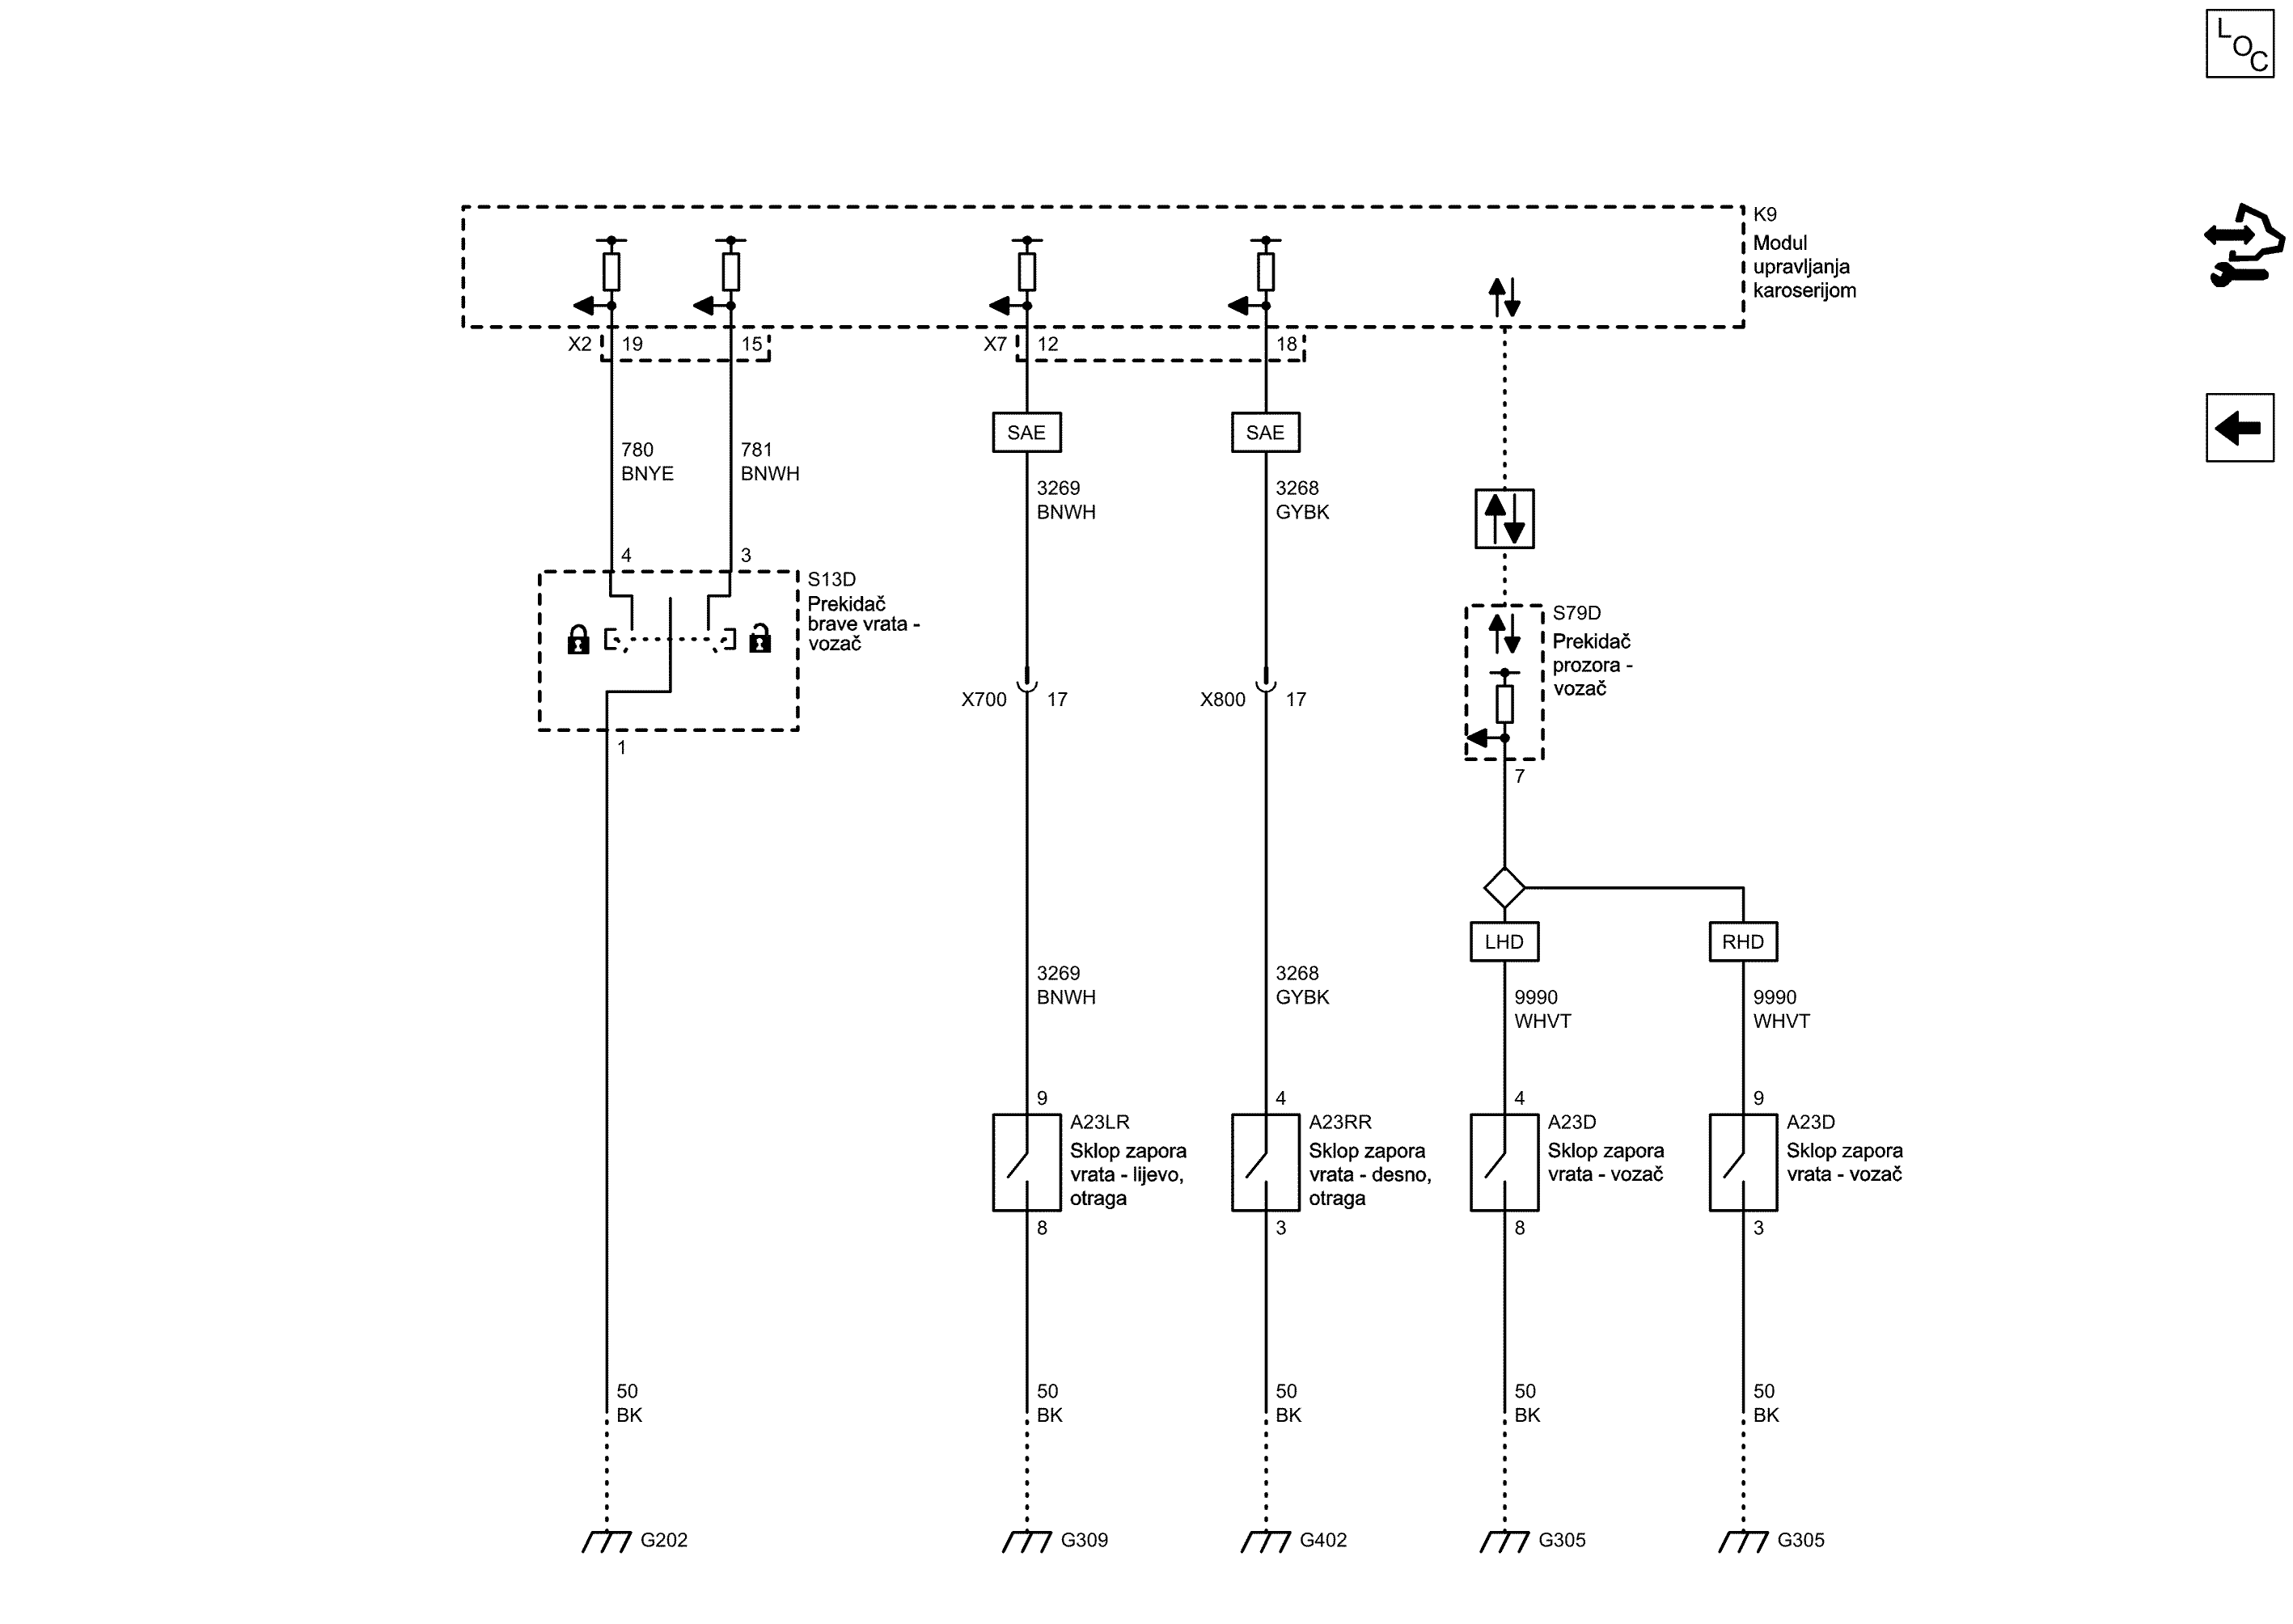 LOC
K9
Modul
upravljanja
karoserijom
X2 19 15 X7 12 18
SAE SAE
780
BNYE
781
BNWH
3269
BNWH
3268
GYBK
4 3
S13D
Prekidač
brave vrata -
vozač
1
X700 17
X800 17
S79D
Prekidač
prozora -
vozač
7
LHD RHD
3269
BNWH
3268
GYBK
9990
WHVT
9990
WHVT
9 4 4 9
A23LR
Sklop zapora
vrata - lijevo,
otraga
A23RR
Sklop zapora
vrata - desno,
otraga
A23D
Sklop zapora
vrata - vozač
A23D
Sklop zapora
vrata - vozač
8 3 8 3
50
BK
50
BK
50
BK
50
BK
50
BK
G202 G309 G402 G305 G305